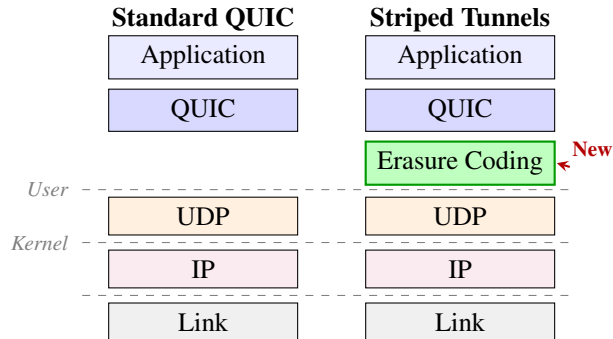 Standard QUIC
Striped Tunnels
Application
Application
QUIC
QUIC
Erasure Coding
New
User
UDP
UDP
Kernel
IP
IP
Link
Link